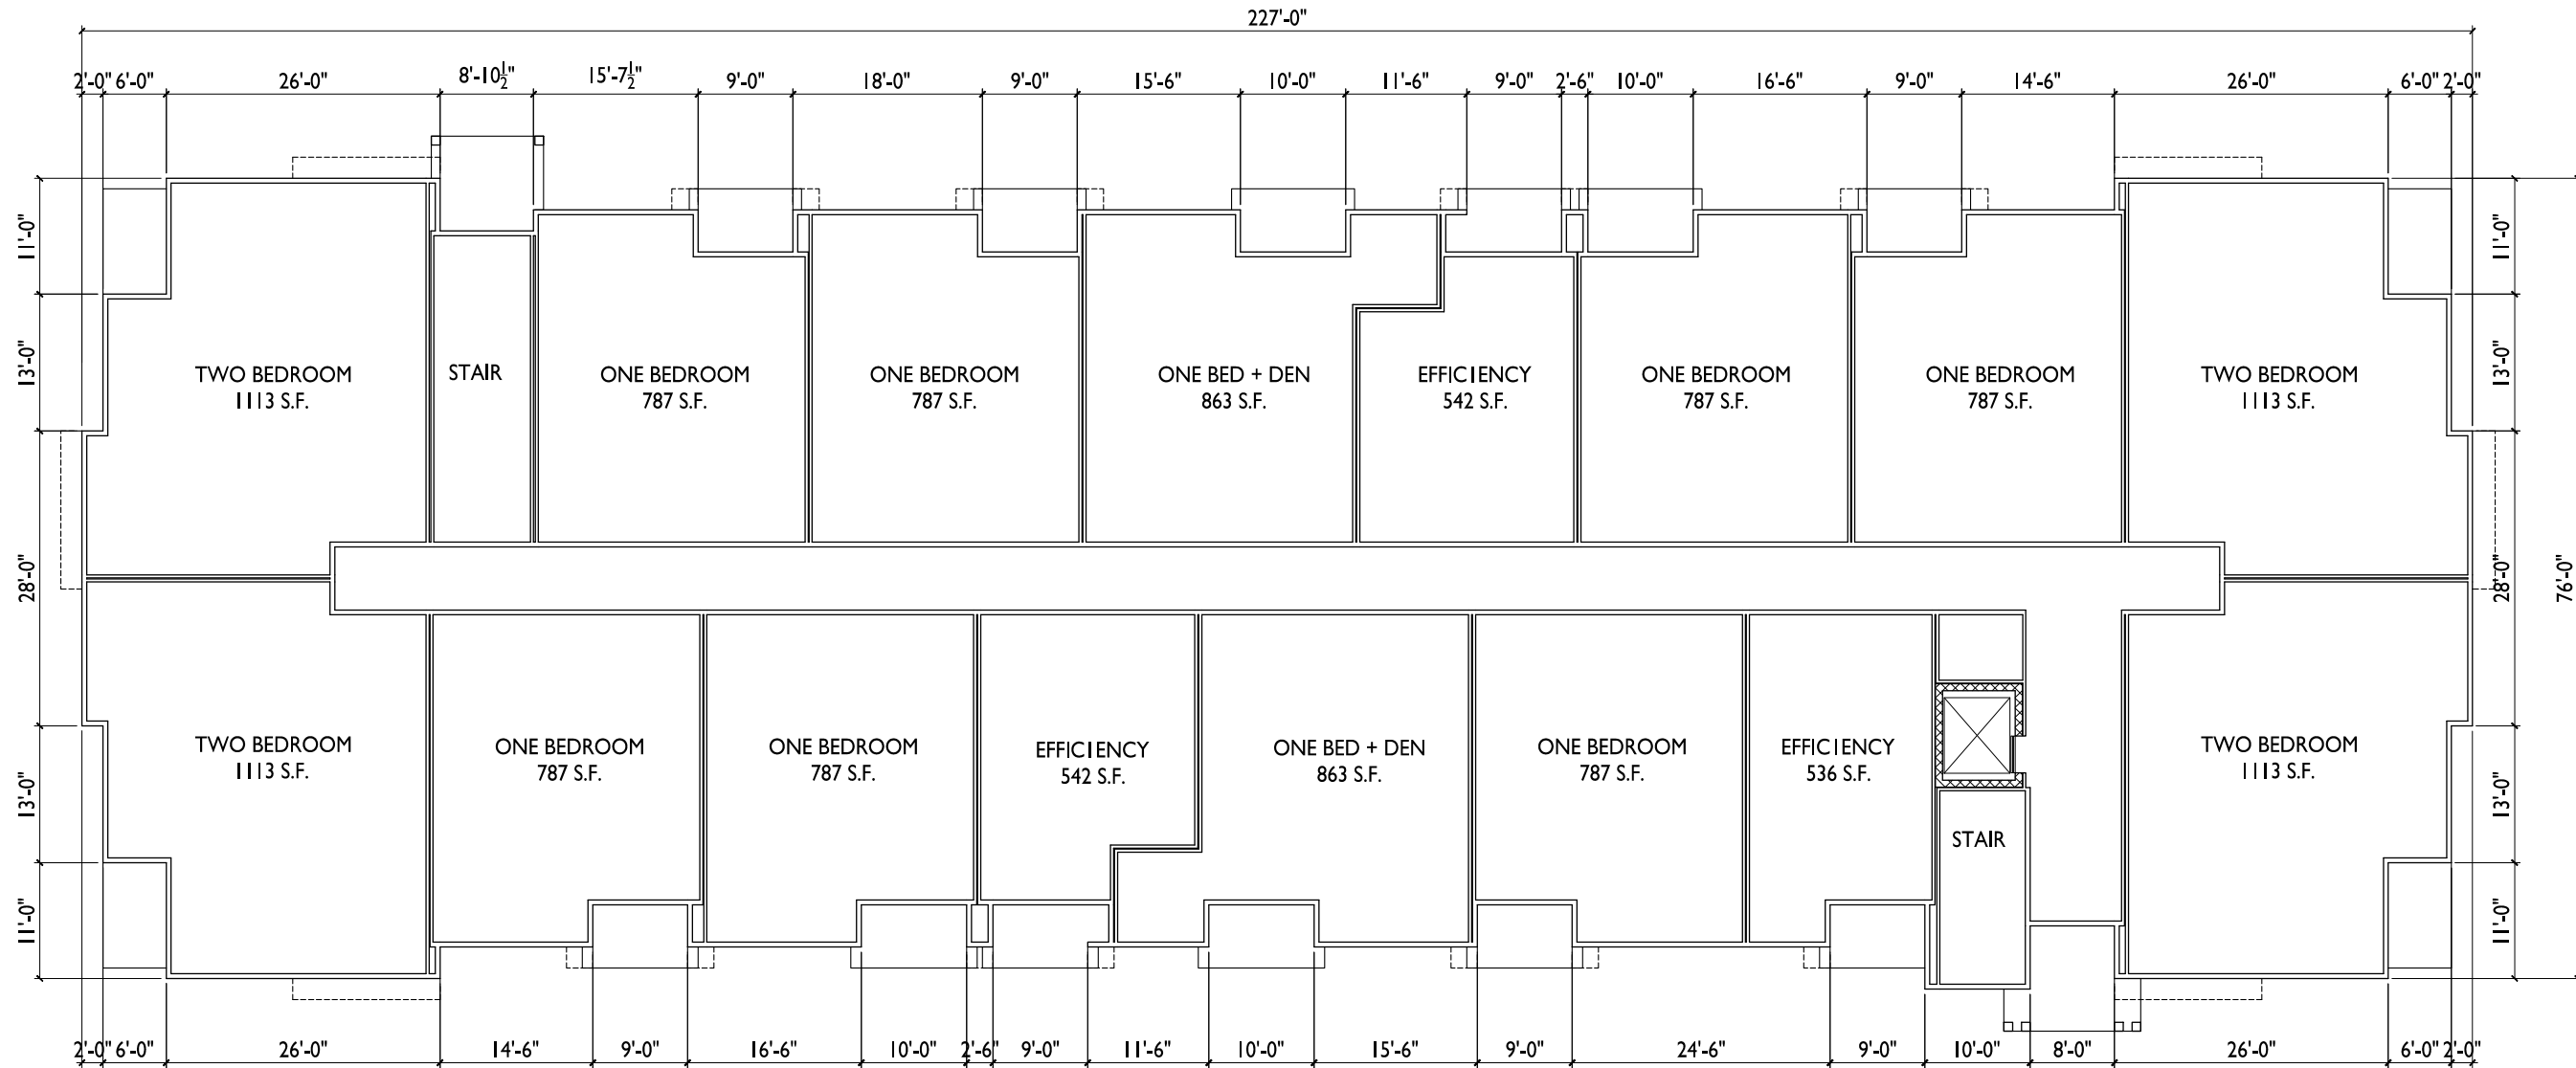 227'-0"
2'-0" 6'-0" 26'-0" 8'-10½" 15'-7½" 9'-0" 18'-0" 9'-0" 15'-6" 10'-0" 11'-6" 9'-0" 2'-6" 10'-0" 16'-6" 9'-0" 14'-6" 26'-0" 6'-0" 2'-0"
11'-0"
13'-0"
28'-0"
13'-0"
11'-0"
TWO BEDROOM
1113 S.F.
STAIR
ONE BEDROOM
787 S.F.
ONE BEDROOM
787 S.F.
ONE BED + DEN
863 S.F.
EFFICIENCY
542 S.F.
ONE BEDROOM
787 S.F.
ONE BEDROOM
787 S.F.
TWO BEDROOM
1113 S.F.
11'-0"
13'-0"
28'-0"
76'-0"
13'-0"
11'-0"
TWO BEDROOM
1113 S.F.
ONE BEDROOM
787 S.F.
ONE BEDROOM
787 S.F.
EFFICIENCY
542 S.F.
ONE BED + DEN
863 S.F.
ONE BEDROOM
787 S.F.
EFFICIENCY
536 S.F.
STAIR
TWO BEDROOM
1113 S.F.
2'-0" 6'-0" 26'-0" 14'-6" 9'-0" 16'-6" 10'-0" 2'-6" 9'-0" 11'-6" 10'-0" 15'-6" 9'-0" 24'-6" 9'-0" 10'-0" 8'-0" 26'-0" 6'-0" 2'-0"